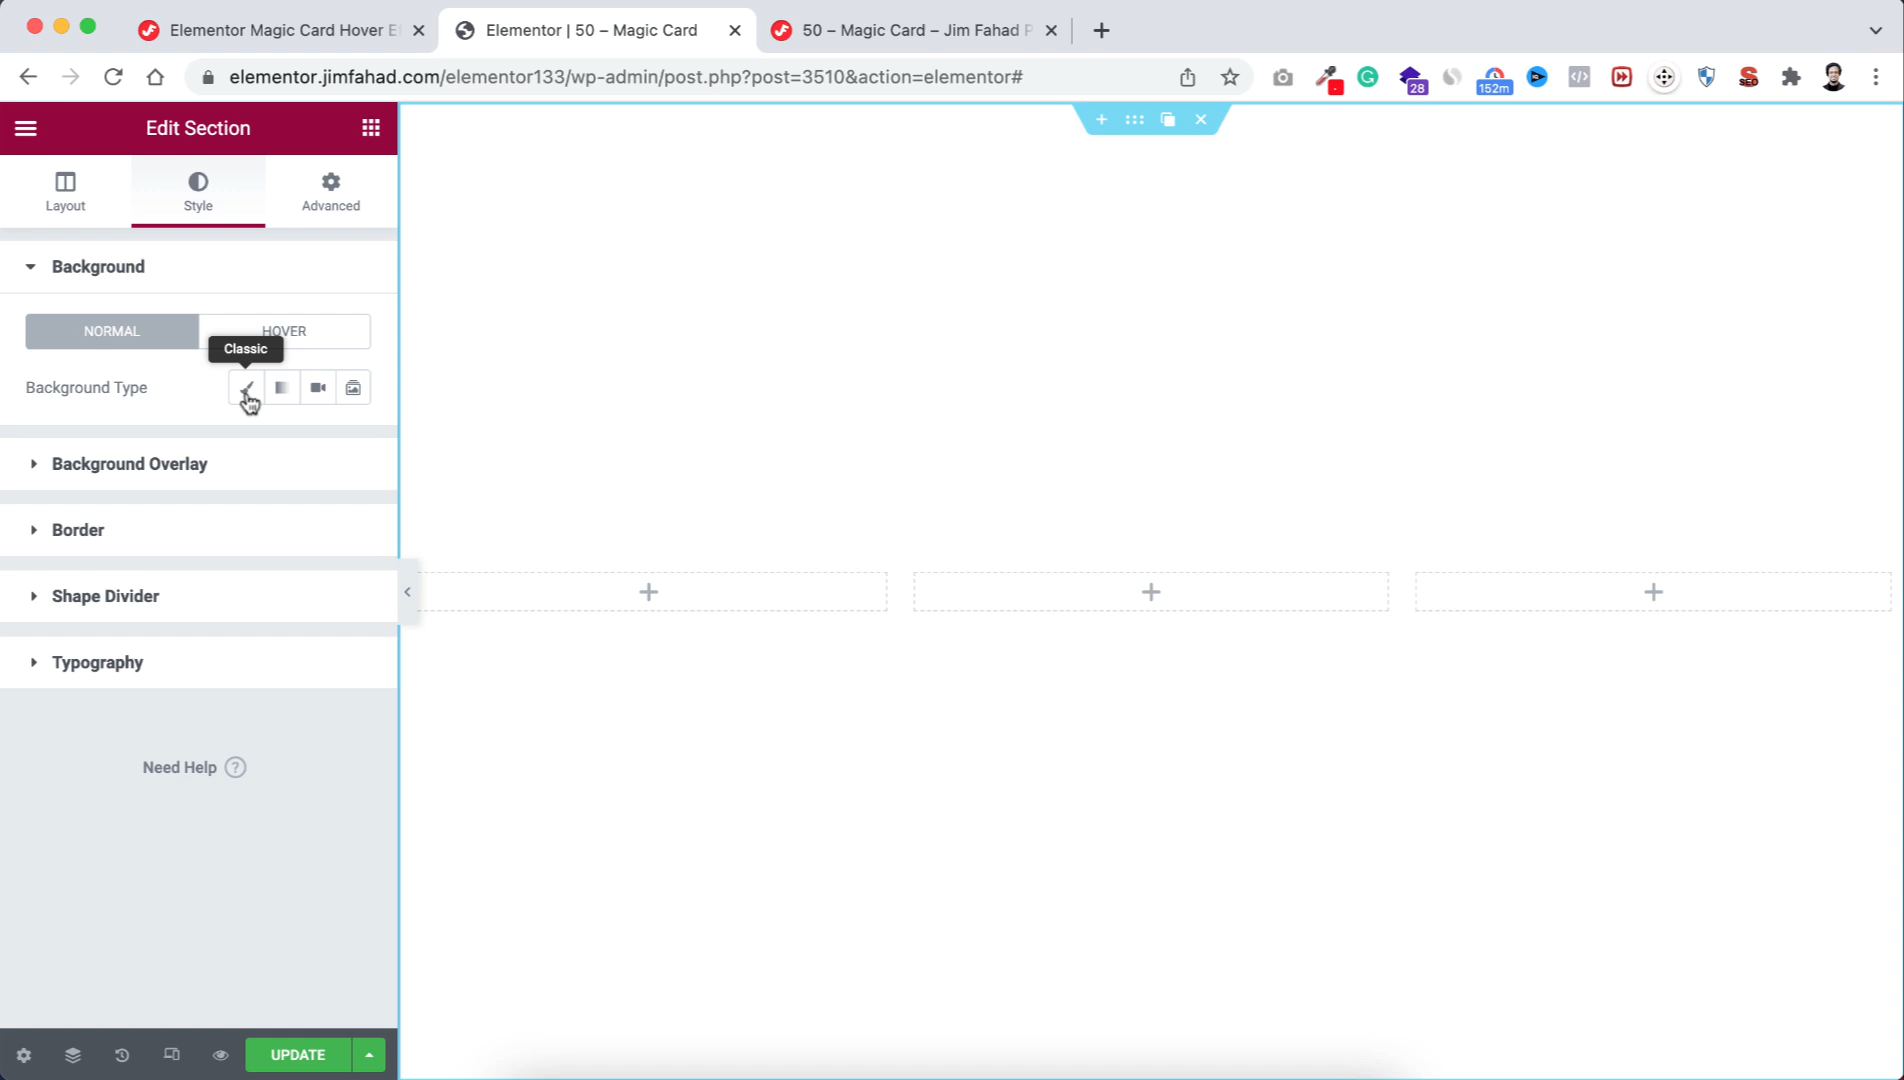 Elementor Magic Card Hover E
Elementor | 50 – Magic Card
50 – Magic Card – Jim Fahad P
elementor.jimfahad.com/elementor133/wp-admin/post.php?post=3510&action=elementor#
28
152m
SEO
Edit Section
Layout
Style
Advanced
Background
NORMAL
HOVER
Classic
Background Type
Background Overlay
Border
Shape Divider
Typography
Need Help ?
UPDATE